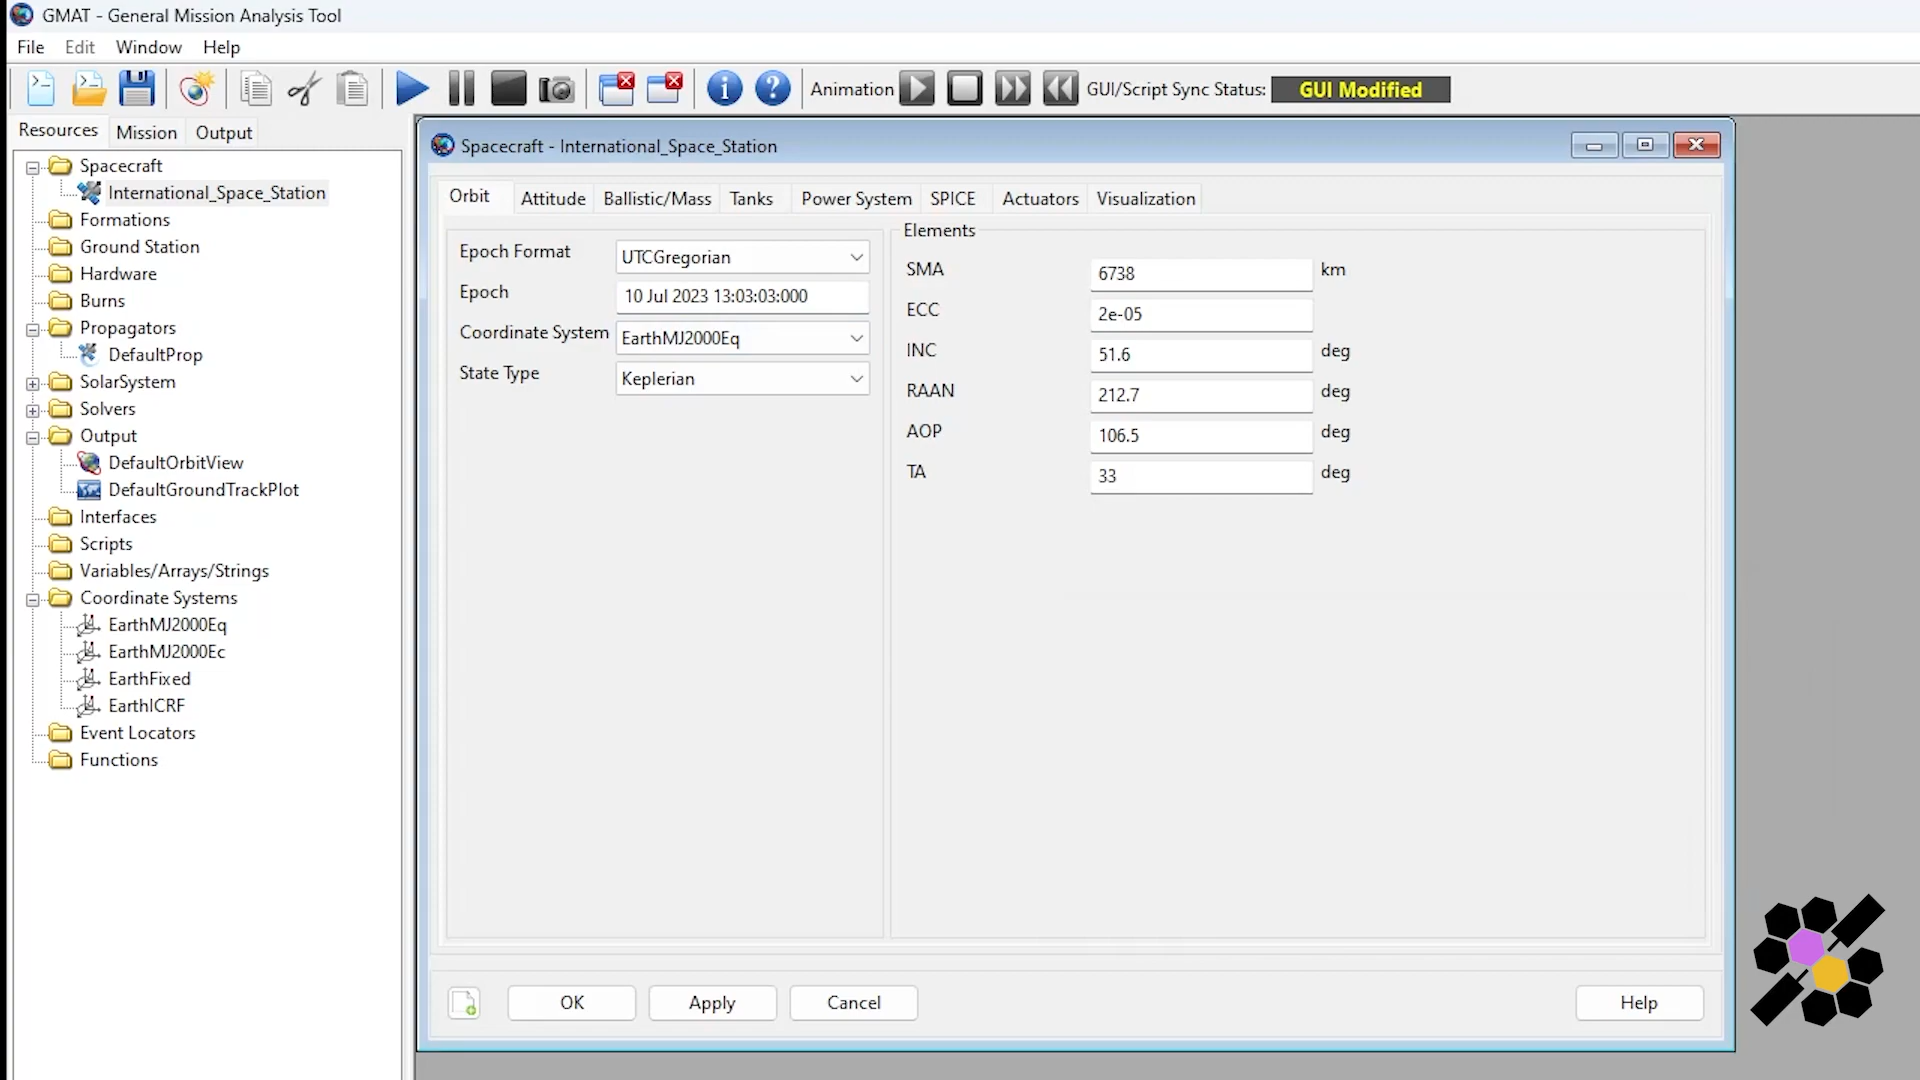 GMAT - General Mission Analysis Tool
File Edit Window Help
Animation GUI/Script Sync Status: GUI Modified
Resources Mission Output
Spacecraft
International_Space_Station
Formations
Ground Station
Hardware
Burns
Propagators
DefaultProp
SolarSystem
Solvers
Output
DefaultOrbitView
DefaultGroundTrackPlot
Interfaces
Scripts
Variables/Arrays/Strings
Coordinate Systems
EarthMJ2000Eq
EarthMJ2000Ec
EarthFixed
EarthICRF
Event Locators
Functions
Spacecraft - International_Space_Station
Orbit Attitude Ballistic/Mass Tanks Power System SPICE Actuators Visualization
Epoch Format UTCGregorian
Epoch 10 Jul 2023 13:03:03:000
Coordinate System EarthMJ2000Eq
State Type Keplerian
Elements
SMA 6738 km
ECC 2e-05
INC 51.6 deg
RAAN 212.7 deg
AOP 106.5 deg
TA 33 deg
OK Apply Cancel Help